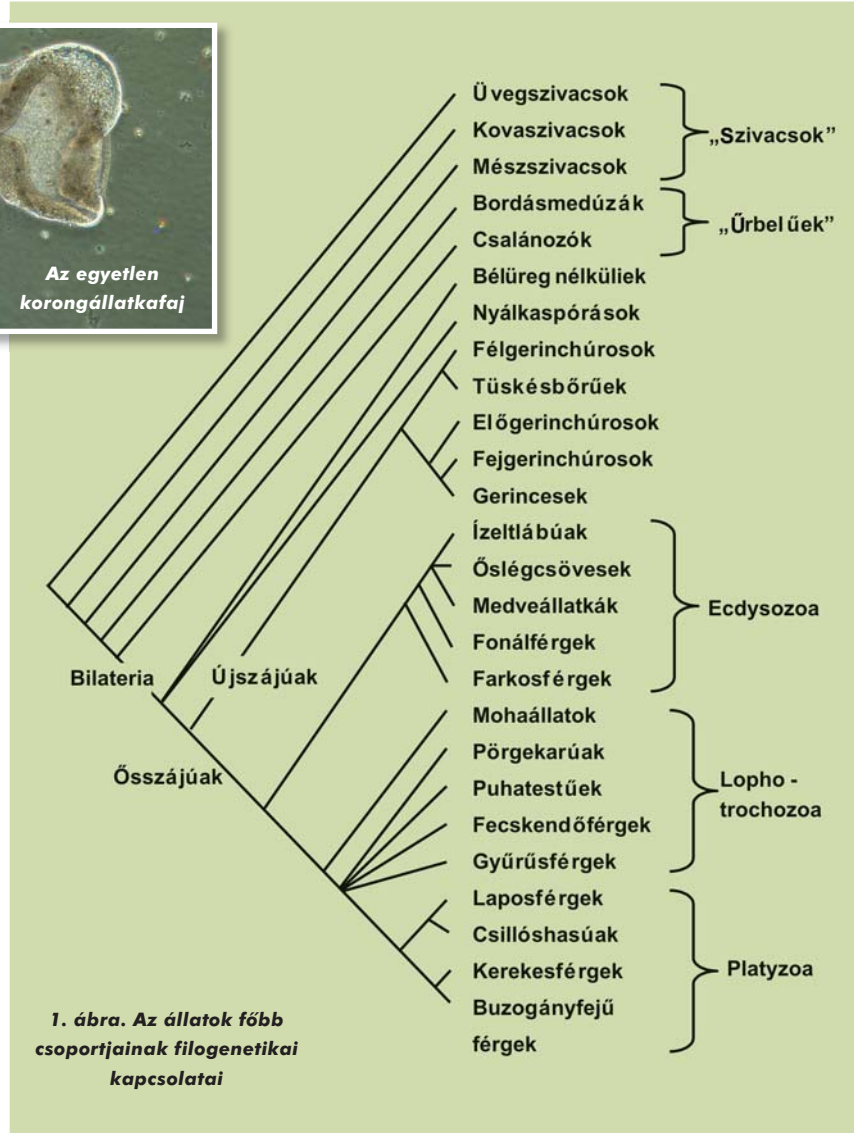 Az egyetlen
korongállatkafaj
Üvegszivacsok
Kovaszivacsok
Mészszivacsok
„Szivacsok”
Bordásmedúzák
Csalánozók
„Űrbelűek”
Bélüreg nélküliek
Nyálkaspórások
Félgerinchúrosok
Tüskésbőrűek
Előgerinchúrosok
Fejgerinchúrosok
Gerincesek
Ízeltlábúak
Őslégcsövesek
Medveállatkák
Fonálférgek
Farkosférgek
Ecdysozoa
Mohaállatok
Pörgekarúak
Puhatestűek
Fecskendőférgek
Gyűrűsférgek
Lopho -
trochozoa
Laposférgek
Csillóshasúak
Kerekesférgek
Buzogányfejű
férgek
Platyzoa
Bilateria
Újszájúak
Ősszájúak
1. ábra. Az állatok főbb
csoportjainak filogenetikai
kapcsolatai